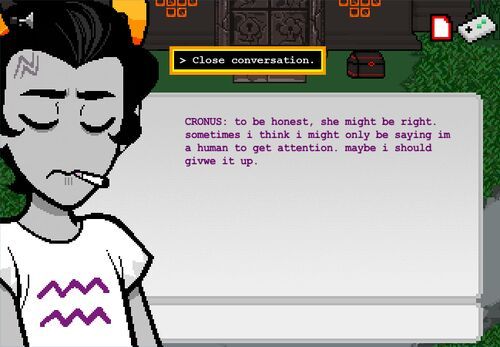 > Close conversation.
CRONUS: to be honest, she might be right.
sometimes i think i might only be saying im
a human to get attention. maybe i should
givwe it up.